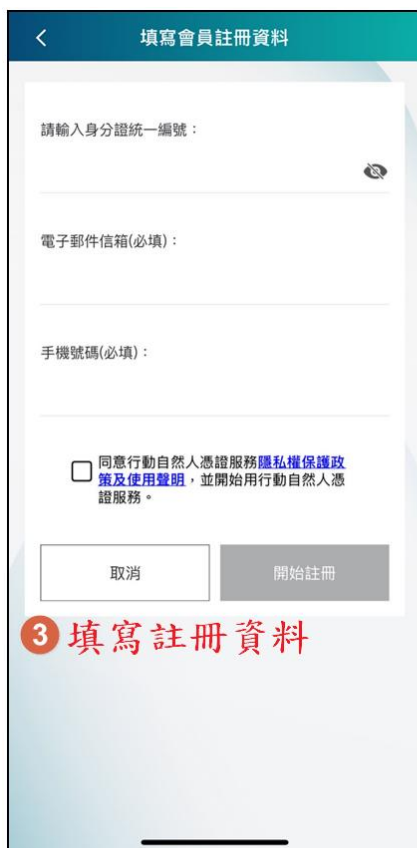 填寫會員註冊資料
請輸入身分證統一編號：
電子郵件信箱(必填)：
手機號碼(必填)：
同意行動自然人憑證服務隱私權保護政
策及使用聲明，並開始用行動自然人憑
證服務。
取消 開始註冊
3 填寫註冊資料